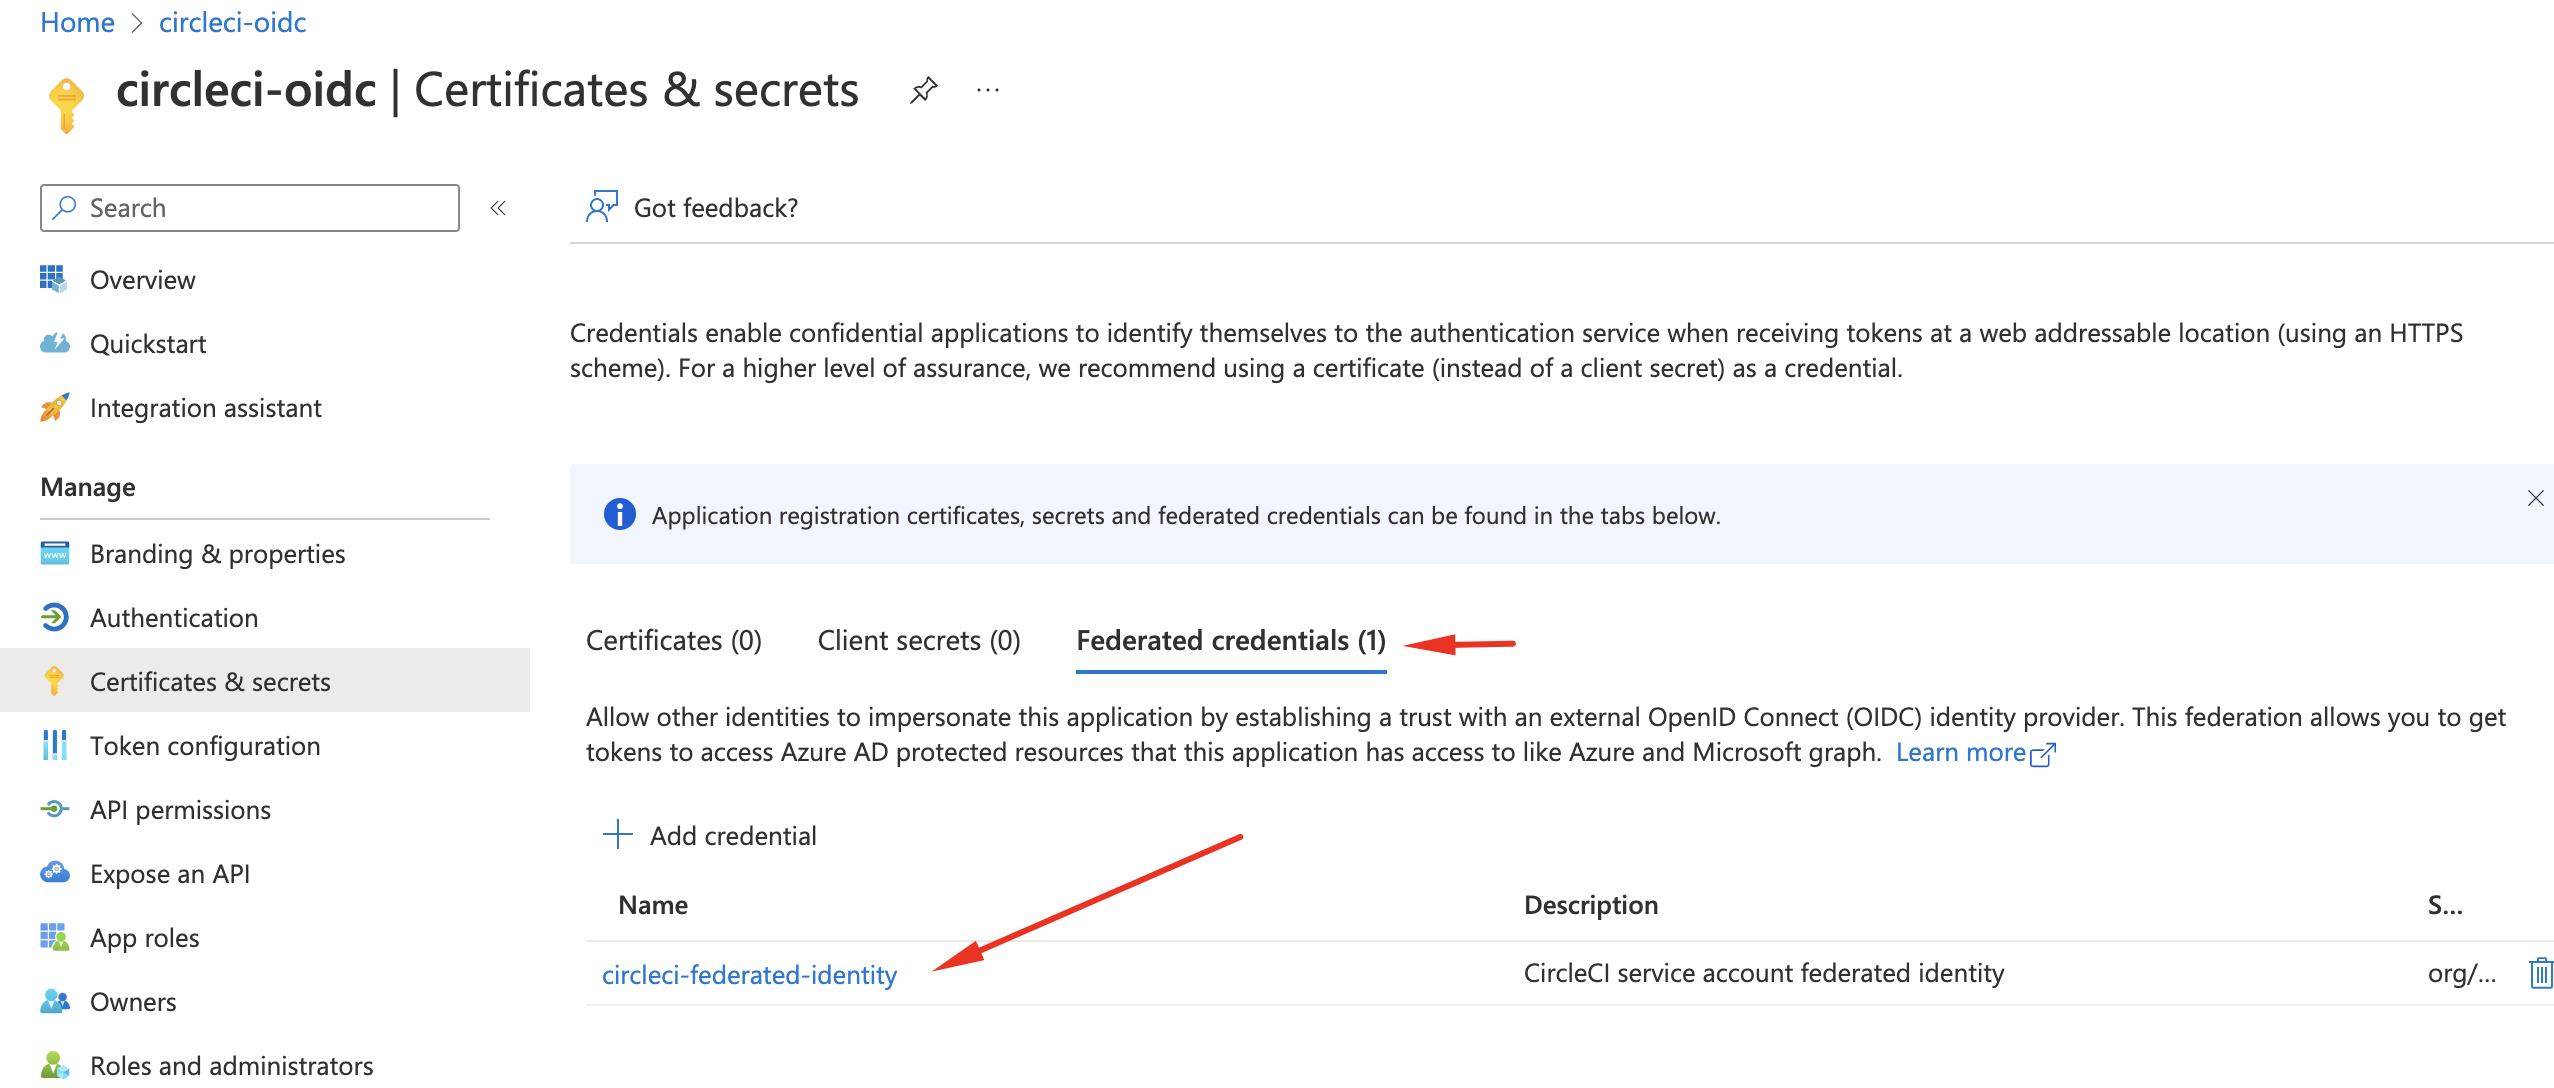 Home > circleci-oidc
circleci-oidc | Certificates & secrets ...
Search «
Got feedback?
Overview
Quickstart
Integration assistant
Manage
Branding & properties
Authentication
Certificates & secrets
Token configuration
API permissions
Expose an API
App roles
Owners
Roles and administrators
Credentials enable confidential applications to identify themselves to the authentication service when receiving tokens at a web addressable location (using an HTTPS
scheme). For a higher level of assurance, we recommend using a certificate (instead of a client secret) as a credential.
Application registration certificates, secrets and federated credentials can be found in the tabs below.
Certificates (0) Client secrets (0) Federated credentials (1)
Allow other identities to impersonate this application by establishing a trust with an external OpenID Connect (OIDC) identity provider. This federation allows you to get
tokens to access Azure AD protected resources that this application has access to like Azure and Microsoft graph. Learn more
Add credential
Name Description S...
circleci-federated-identity CircleCI service account federated identity org/...